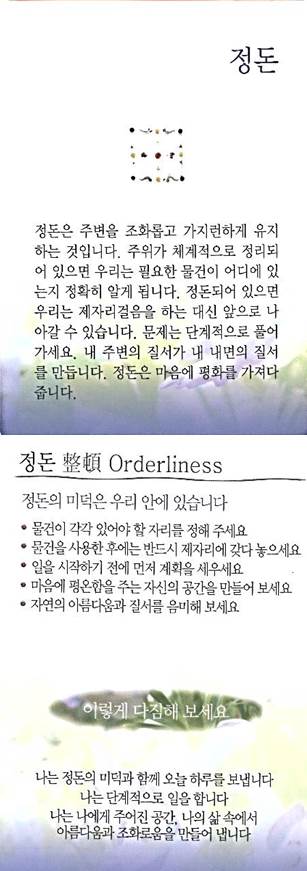 정돈
정돈은 주변을 조화롭고 가지런하게 유지
하는 것입니다. 주위가 체계적으로 정리되
어 있으면 우리는 필요한 물건이 어디에 있
는지 정확히 알게 됩니다. 정돈되어 있으면
우리는 제자리걸음을 하는 대신 앞으로 나
아갈 수 있습니다. 문제는 단계적으로 풀어
가세요. 내 주변의 질서가 내 내면의 질서
를 만듭니다. 정돈은 마음에 평화를 가져다
줍니다.
정돈 整頓 Orderliness
정돈의 미덕은 우리 안에 있습니다
• 물건이 각각 있어야 할 자리를 정해 주세요
• 물건을 사용한 후에는 반드시 제자리에 갖다 놓으세요
• 일을 시작하기 전에 먼저 계획을 세우세요
• 마음에 평온함을 주는 자신의 공간을 만들어 보세요
• 자연의 아름다움과 질서를 음미해 보세요
이렇게 다짐해 보세요
나는 정돈의 미덕과 함께 오늘 하루를 보냅니다
나는 단계적으로 일을 합니다
나는 나에게 주어진 공간, 나의 삶 속에서
아름다움과 조화로움을 만들어 냅니다